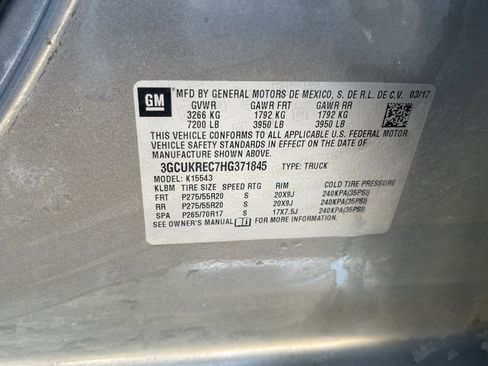 GM
MFD BY GENERAL MOTORS DE MEXICO, S. DE R.L. DE C.V. 03/17
GVWR GAWR FRT GAWR RR
3266 KG 1792 KG 1792 KG
7200 LB 3950 LB 3950 LB
THIS VEHICLE CONFORMS TO ALL APPLICABLE U.S. FEDERAL MOTOR
VEHICLE SAFETY STANDARDS IN EFFECT ON THE DATE OF
MANUFACTURE SHOWN ABOVE.
3GCUKREC7HG371845 TYPE: TRUCK
MODEL: K15543
KLBM TIRE SIZE SPEED RTG RIM COLD TIRE PRESSURE
FRT P275/55R20 S 20X9J 240KPA(35PSI)
RR P275/55R20 S 20X9J 240KPA(35PSI)
SPA P265/70R17 S 17X7.5J 240KPA(35PSI)
SEE OWNER'S MANUAL FOR MORE INFORMATION.